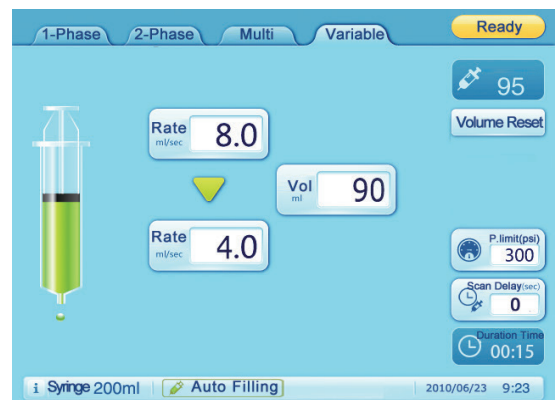 1-Phase 2-Phase Multi Variable Ready
95
Volume Reset
Rate ml/sec 8.0
Vol ml 90
Rate ml/sec 4.0
P.limit(psi)
300
Scan Delay(sec)
0
Duration Time
00:15
i Syringe 200ml Auto Filling 2010/06/23 9:23